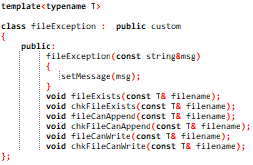 template<typename T>
class fileException : public custom
{
public:
fileException(const string&msg)
{
setMessage(msg);
}
void fileExists(const T& filename);
void chkFileExists(const T& filename);
void fileCanAppend(const T& filename);
void chkFileCanAppend(const T& filename);
void fileCanWrite(const T& filename);
void chkFileCanWrite(const T& filename);
};